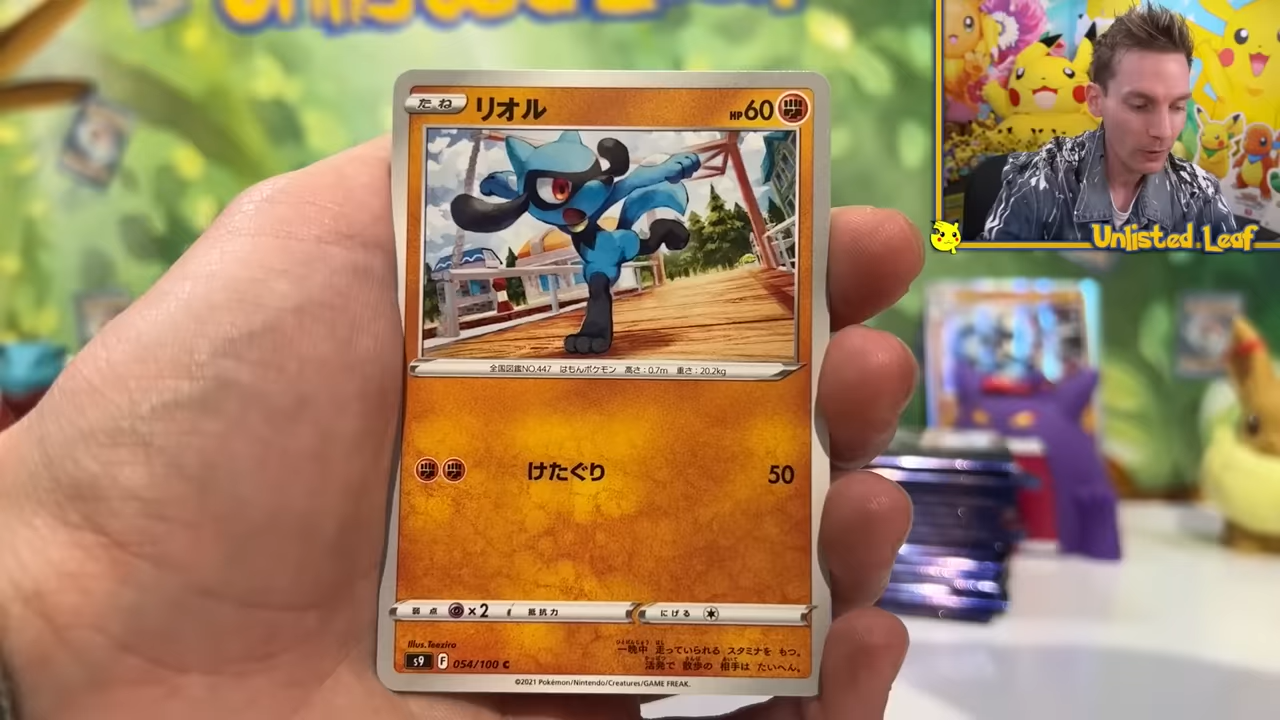 Unlisted Leaf
たね リオル HP60
全国図鑑NO.447 はもんポケモン 高さ:0.7m 重さ:20.2kg
けたぐり 50
弱点 ×2 抵抗力 にげる
Illus.Teeziro
一晩中 走っていられる スタミナを もつ。
活発で 散歩の 相手は たいへん。
s9 F 054/100 C
©2021 Pokémon/Nintendo/Creatures/GAME FREAK.